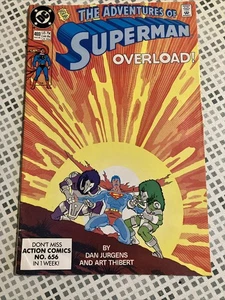 DC
THE ADVENTURES OF
SUPERMAN
OVERLOAD!
BY
DAN JURGENS
AND ART THIBERT
DON'T MISS
ACTION COMICS
NO. 656
IN 1 WEEK!